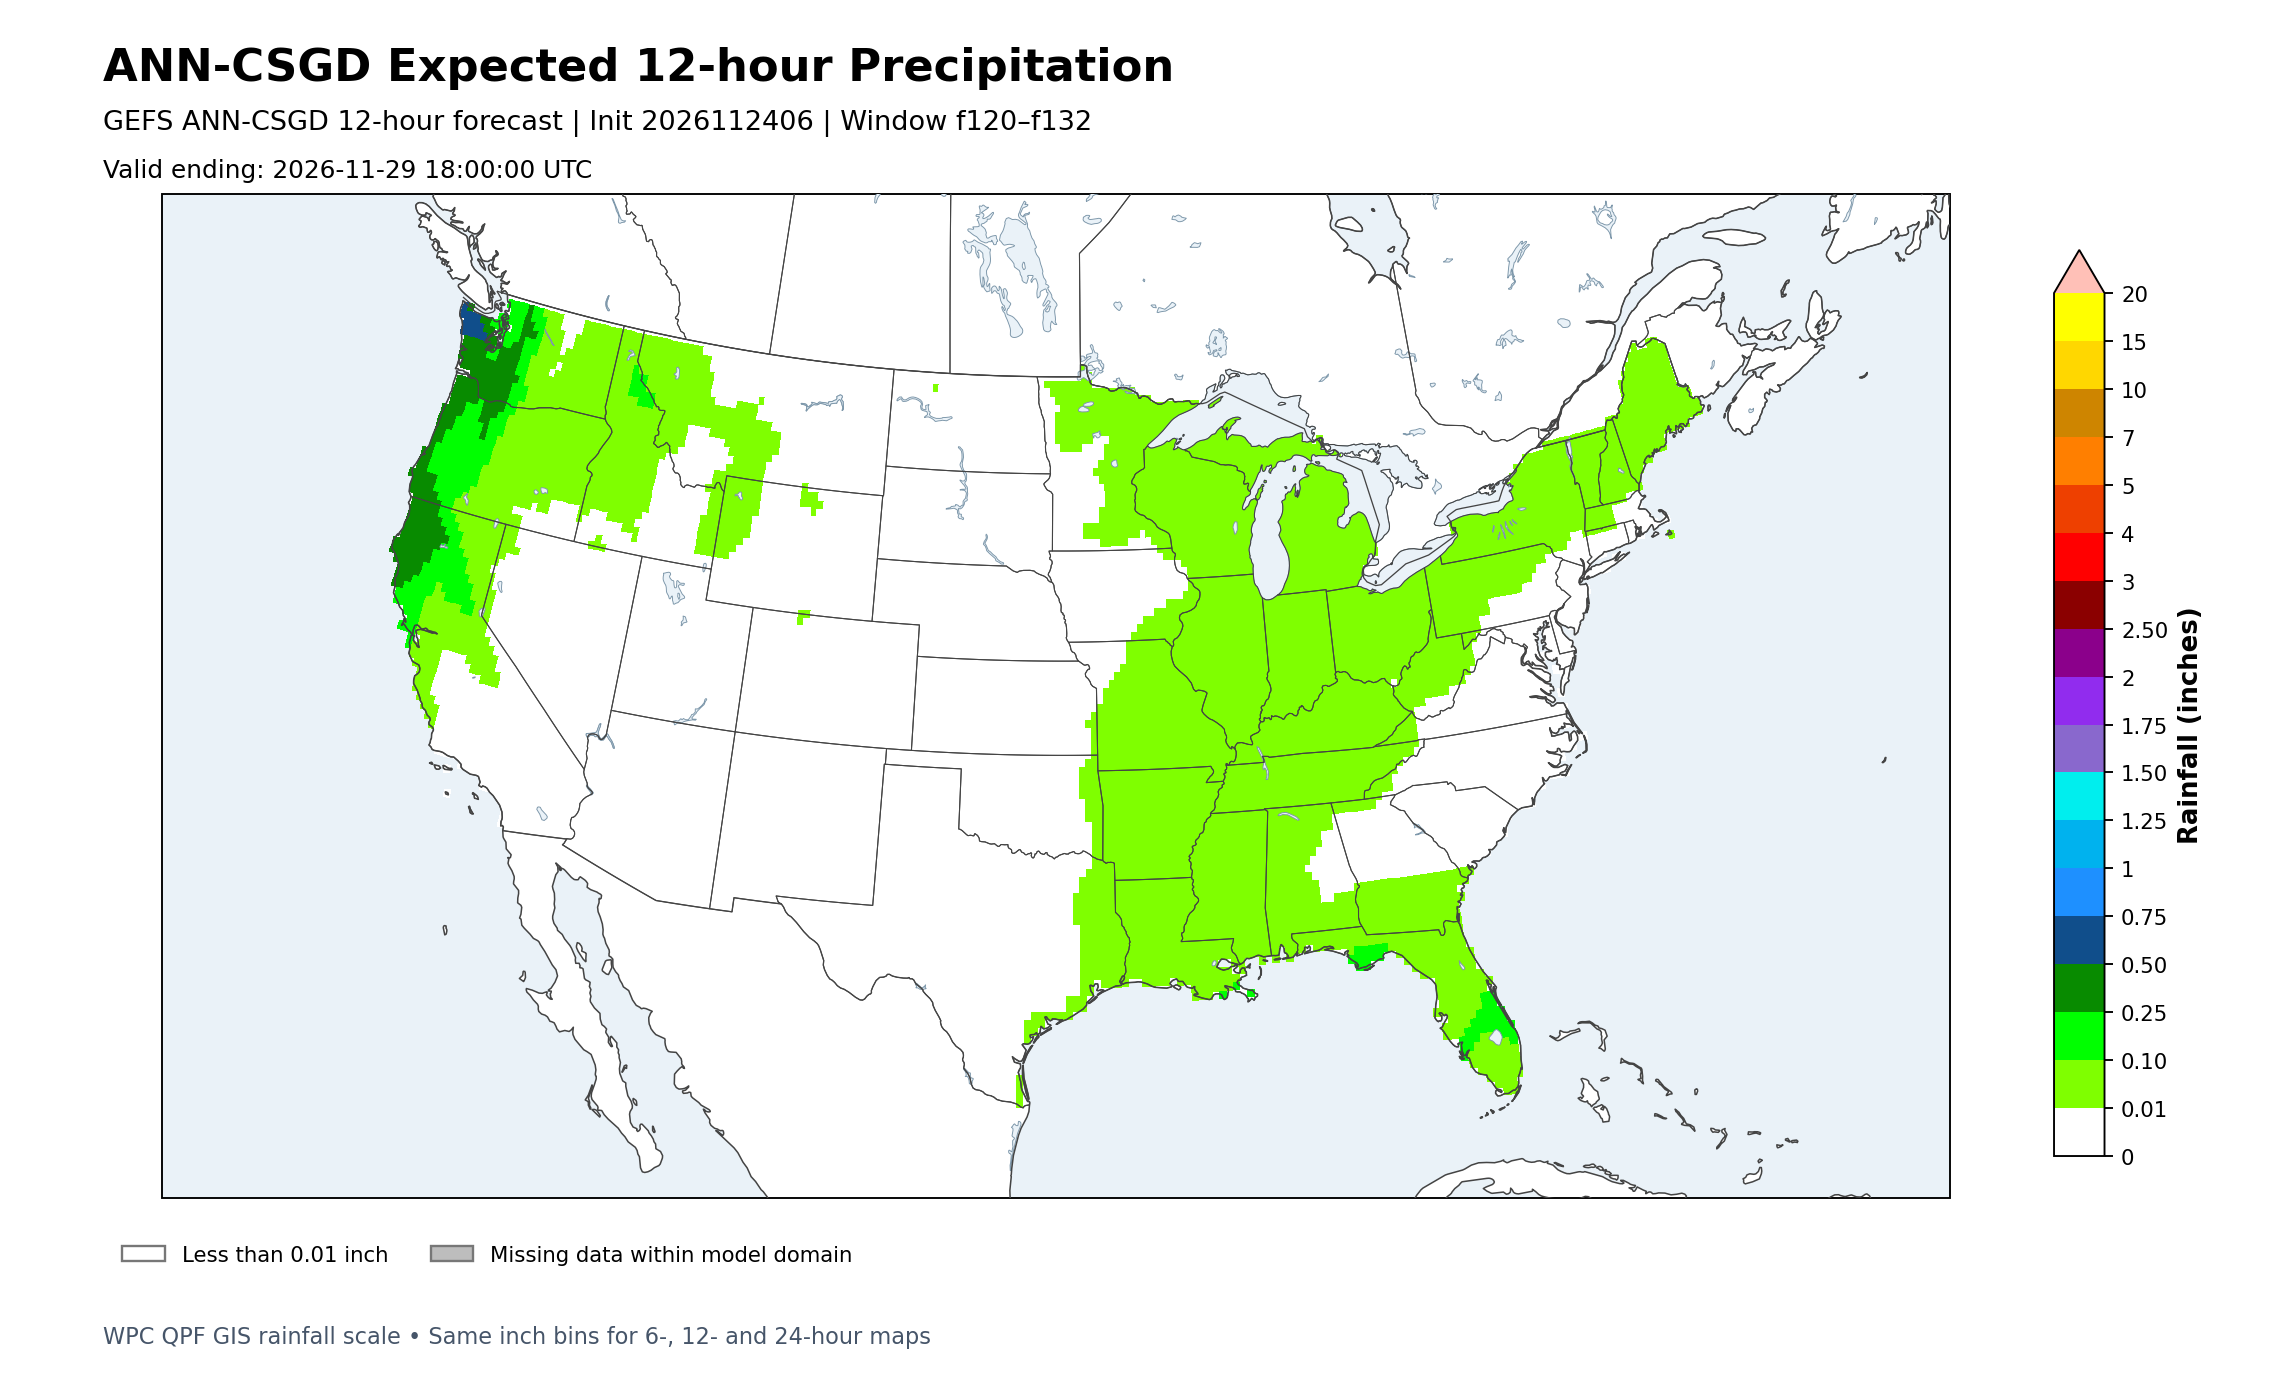 ANN-CSGD Expected 12-hour Precipitation
GEFS ANN-CSGD 12-hour forecast | Init 2026112406 | Window f120–f132
Valid ending: 2026-11-29 18:00:00 UTC
20
15
10
7
5
4
3
2.50
2
1.75
1.50
1.25
1
0.75
0.50
0.25
0.10
0.01
0
Rainfall (inches)
Less than 0.01 inch
Missing data within model domain
WPC QPF GIS rainfall scale • Same inch bins for 6-, 12- and 24-hour maps